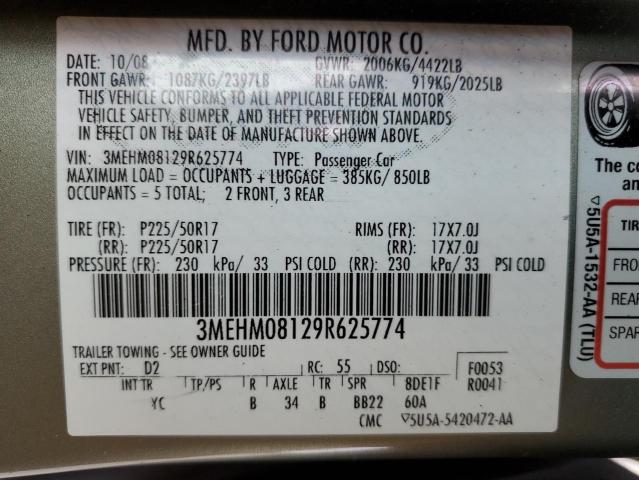 MFD. BY FORD MOTOR CO.
DATE: 10/08 GVWR: 2006KG/4422LB
FRONT GAWR: 1087KG/2397LB REAR GAWR: 919KG/2025LB
THIS VEHICLE CONFORMS TO ALL APPLICABLE FEDERAL MOTOR
VEHICLE SAFETY, BUMPER, AND THEFT PREVENTION STANDARDS
IN EFFECT ON THE DATE OF MANUFACTURE SHOWN ABOVE.
VIN: 3MEHM08129R625774 TYPE: Passenger Car
MAXIMUM LOAD = OCCUPANTS + LUGGAGE = 385KG/ 850LB
OCCUPANTS = 5 TOTAL; 2 FRONT, 3 REAR
TIRE (FR): P225/50R17 RIMS (FR): 17X7.0J
(RR): P225/50R17 (RR): 17X7.0J
PRESSURE (FR) 230 kPa/ 33 PSI COLD (RR) 230 kPa/ 33 PSI COLD
3MEHM08129R625774
TRAILER TOWING - SEE OWNER GUIDE
EXT PNT: D2 RC: 55 DSO: F0053
INT TR TP/PS R AXLE TR SPR 8DE1F R0041
YC B 34 B BB22 60A
CMC ▽5U5A-5420472-AA
▽5U5A-1532-AA (TLU)
The co
an
TIR
FRO
REA
SPAR